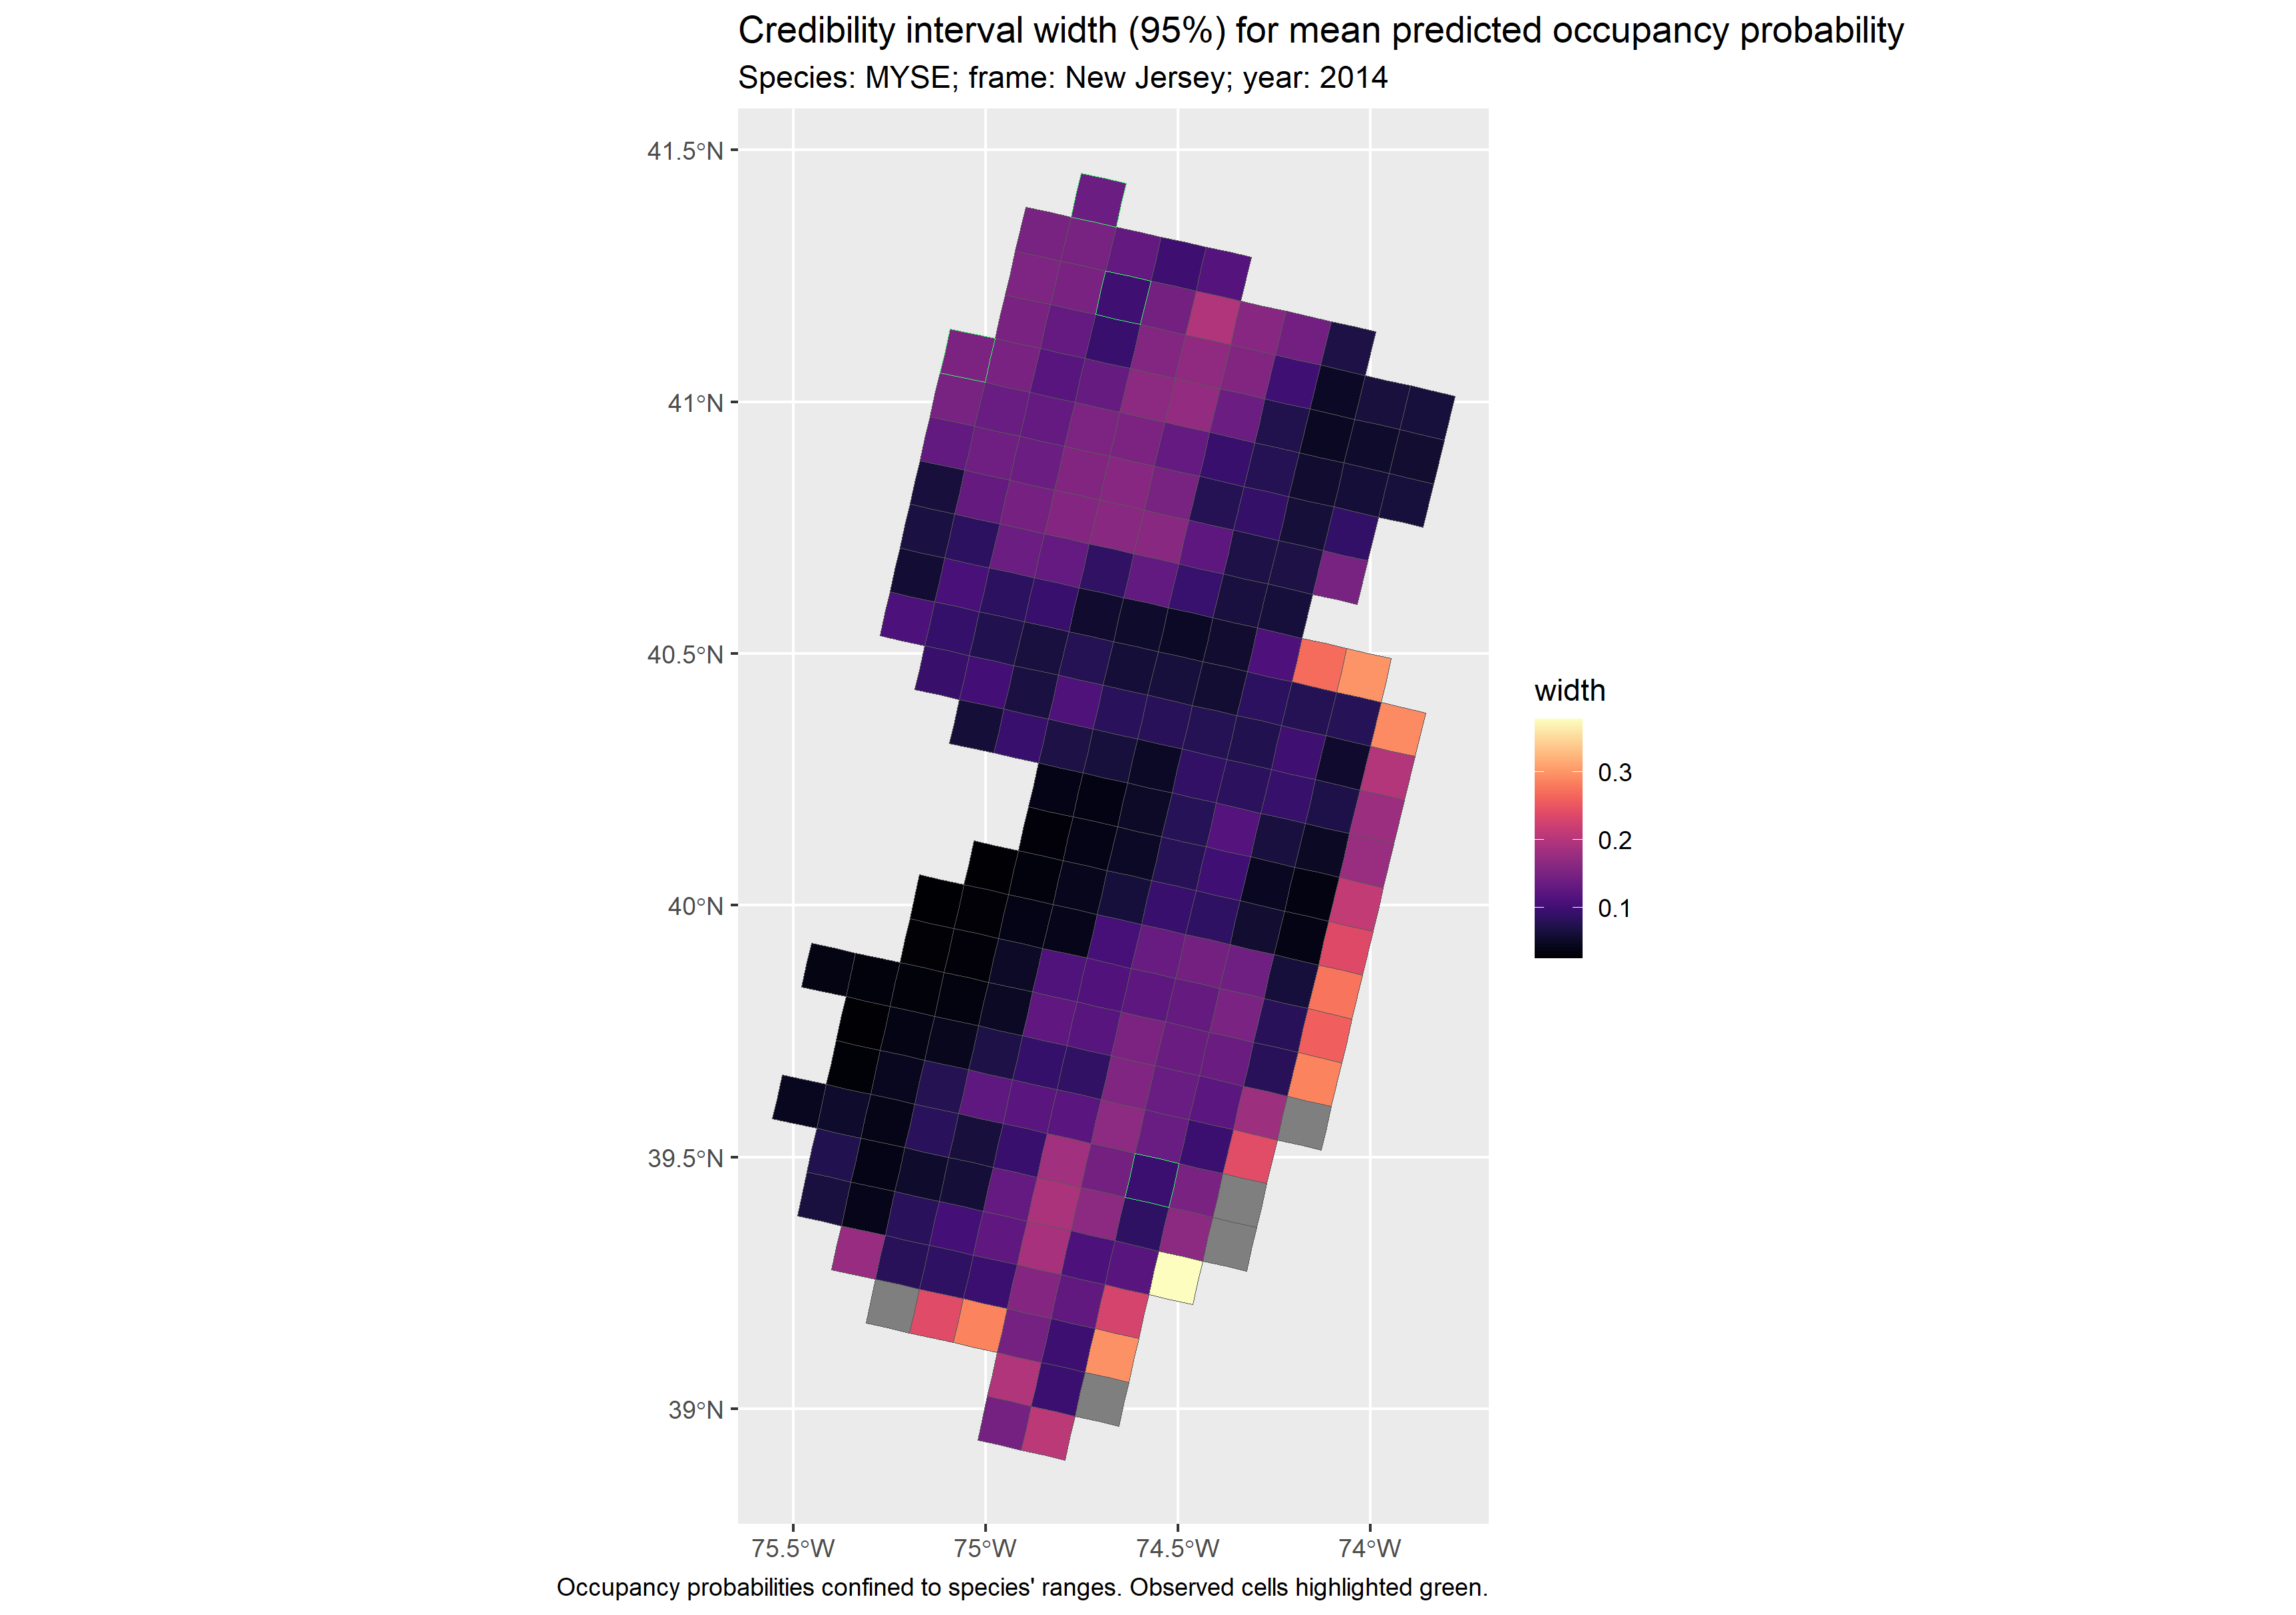 Credibility interval width (95%) for mean predicted occupancy probability
Species: MYSE; frame: New Jersey; year: 2014
41.5°N
41°N
40.5°N
40°N
39.5°N
39°N
75.5°W
75°W
74.5°W
74°W
width
0.3
0.2
0.1
Occupancy probabilities confined to species' ranges. Observed cells highlighted green.